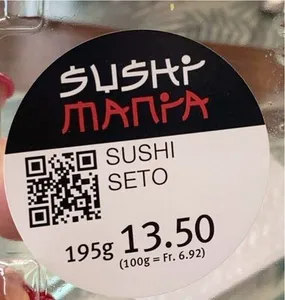 SUSHI
MANIA
SUSHI
SETO
195g 13.50
(100g = Fr. 6.92)